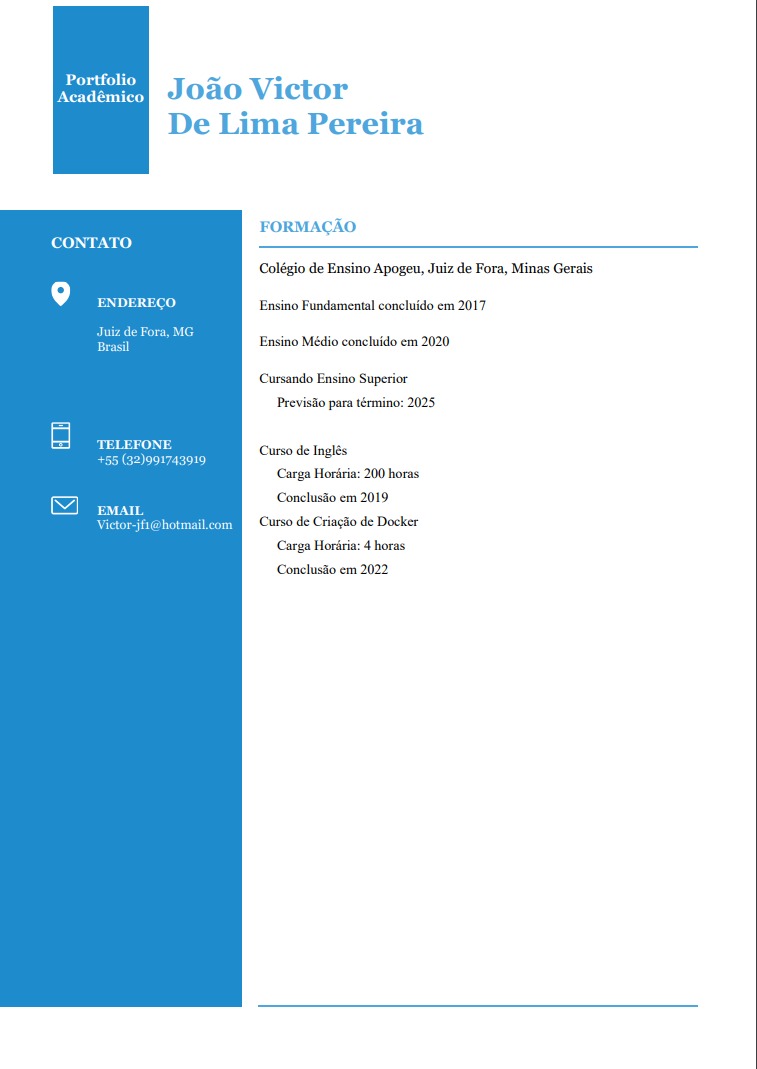 Portfolio
Acadêmico
João Victor
De Lima Pereira
CONTATO
ENDEREÇO
Juiz de Fora, MG
Brasil
TELEFONE
+55 (32)991743919
EMAIL
Victor-jf1@hotmail.com
FORMAÇÃO
Colégio de Ensino Apogeu, Juiz de Fora, Minas Gerais
Ensino Fundamental concluído em 2017
Ensino Médio concluído em 2020
Cursando Ensino Superior
Previsão para término: 2025
Curso de Inglês
Carga Horária: 200 horas
Conclusão em 2019
Curso de Criação de Docker
Carga Horária: 4 horas
Conclusão em 2022